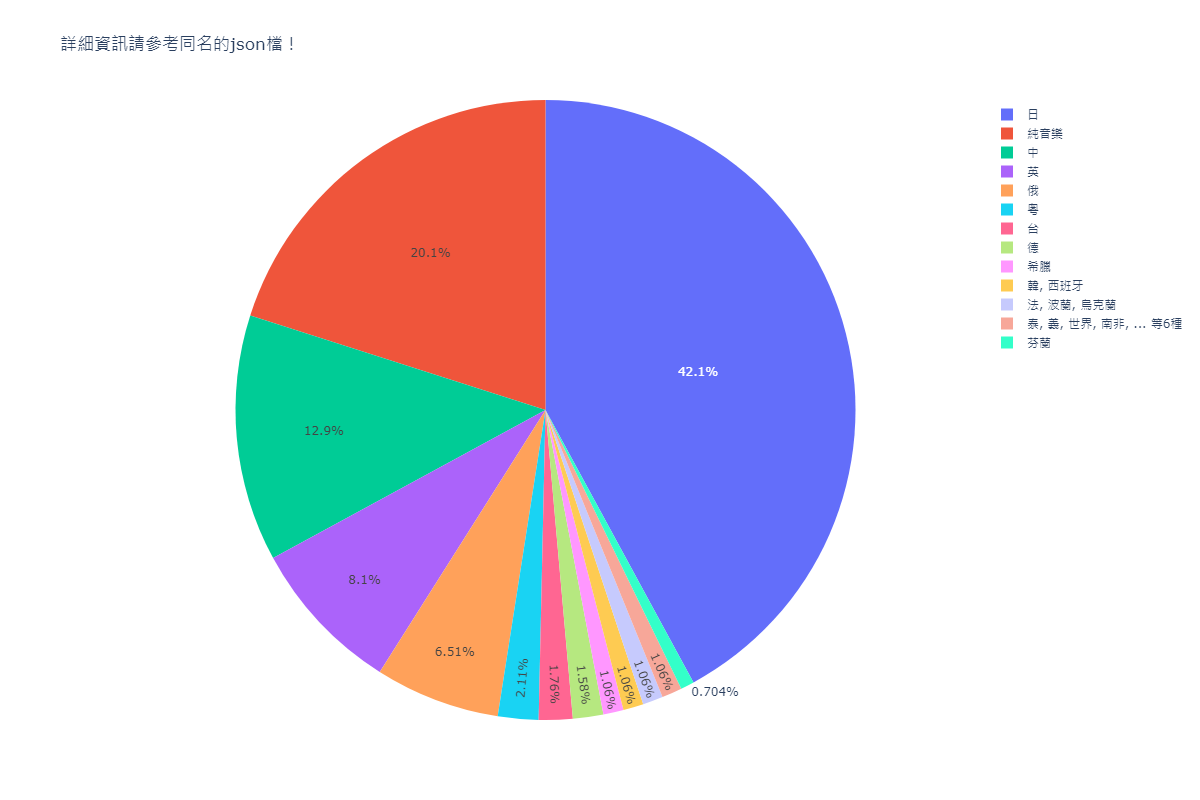 詳細資訊請參考同名的json檔！
42.1%
20.1%
12.9%
8.1%
6.51%
2.11%
1.76%
1.58%
1.06%
1.06%
1.06%
1.06%
0.704%
日
純音樂
中
英
俄
粵
台
德
希臘
韓, 西班牙
法, 波蘭, 烏克蘭
泰, 義, 世界, 南非, ... 等6種
芬蘭